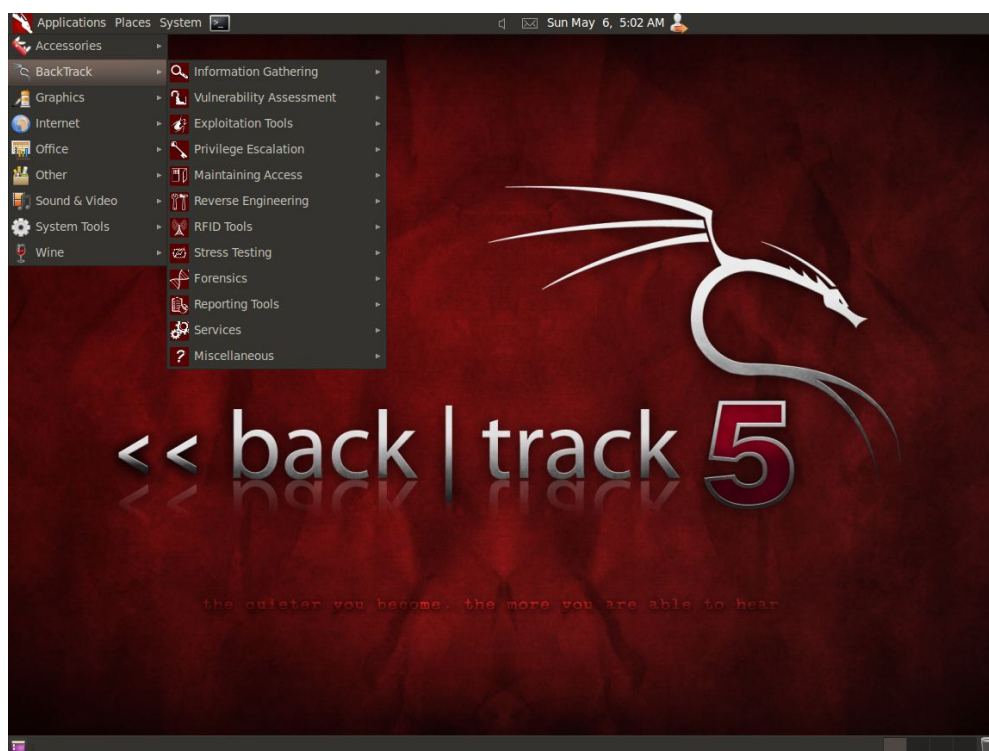 Applications Places System Sun May 6, 5:02 AM
Accessories
BackTrack
Graphics
Internet
Office
Other
Sound & Video
System Tools
Wine
Information Gathering
Vulnerability Assessment
Exploitation Tools
Privilege Escalation
Maintaining Access
Reverse Engineering
RFID Tools
Stress Testing
Forensics
Reporting Tools
Services
Miscellaneous
<< back | track 5
the quieter you become, the more you are able to hear